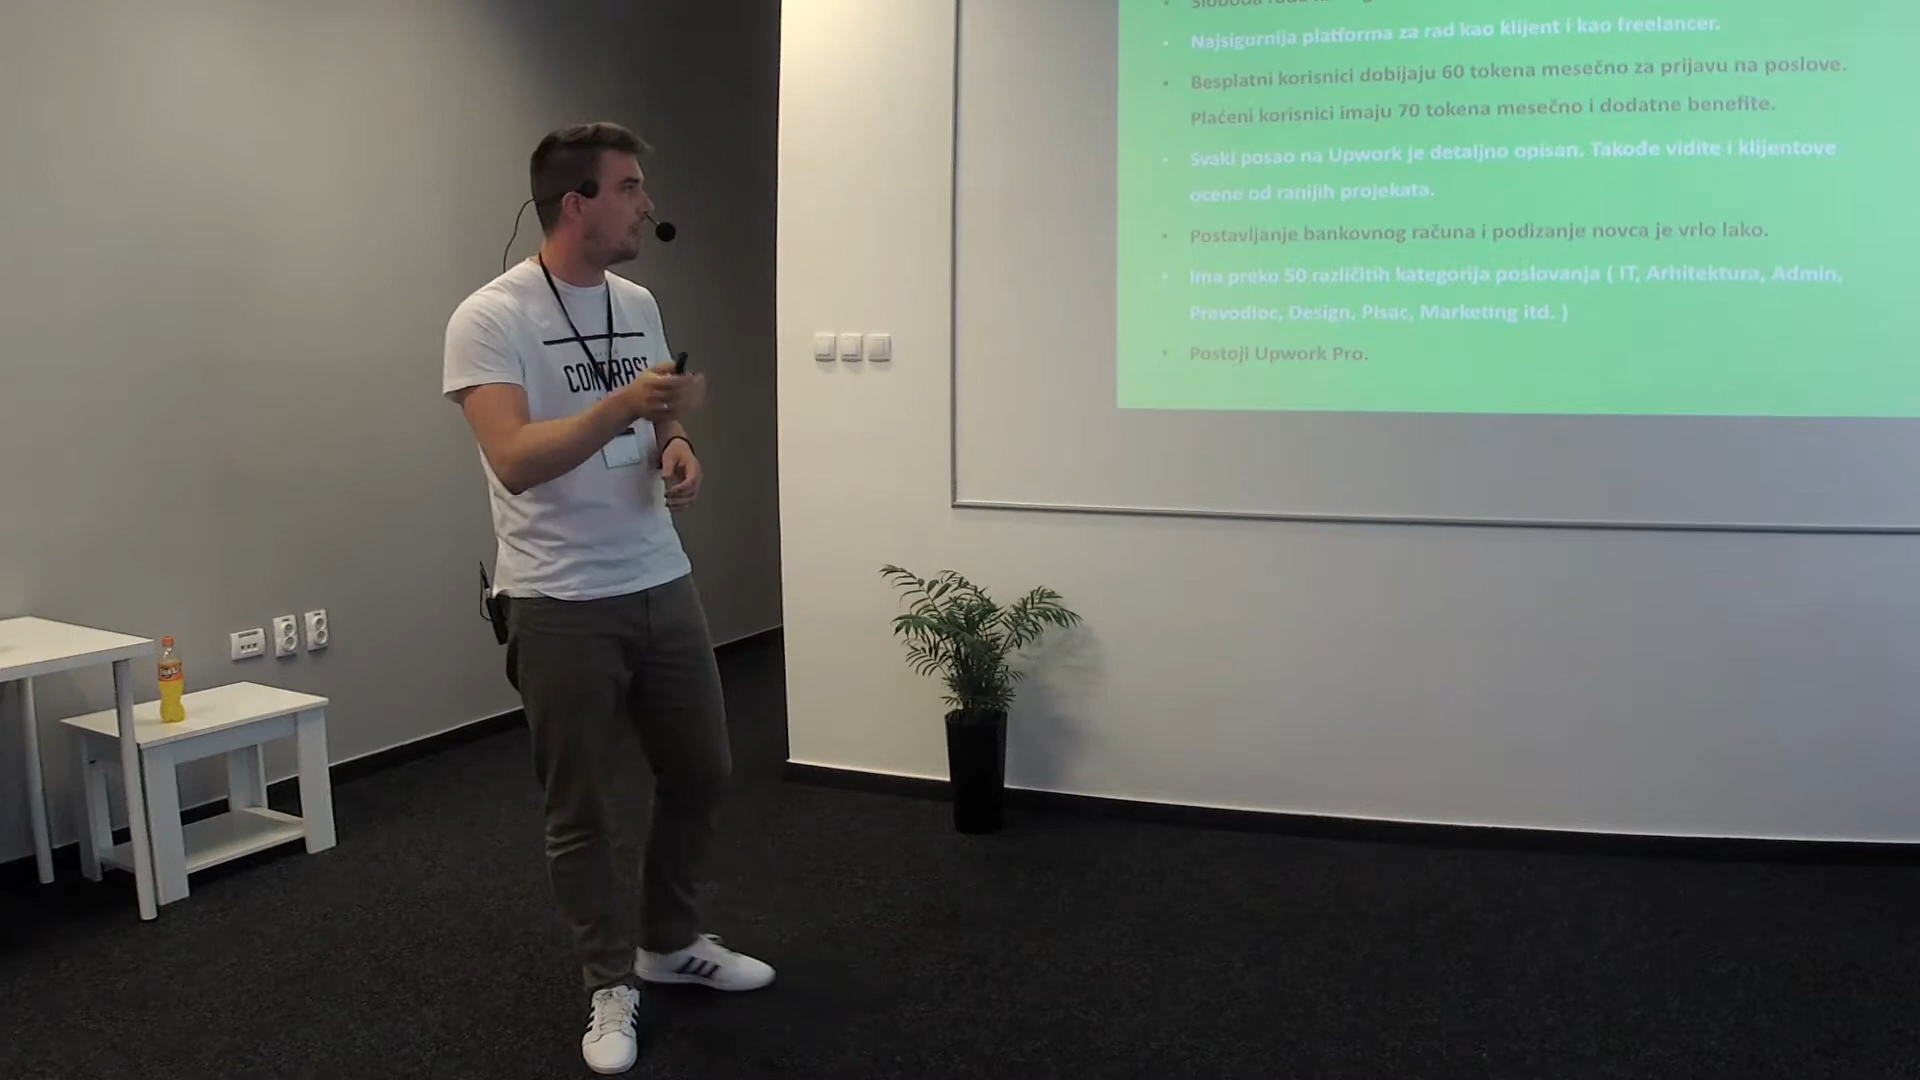 Najsigurnija platforma za rad kao klijent i kao freelancer.
Besplatni korisnici dobijaju 60 tokena mesečno za prijavu na poslove.
Plaćeni korisnici imaju 70 tokena mesečno i dodatne benefite.
Svaki posao na Upwork je detaljno opisan. Takođe vidite i klijentove
ocene od ranijih projekata.
Postavljanje bankovnog računa i podizanje novca je vrlo lako.
Ima preko 50 različitih kategorija poslovanja ( IT, Arhitektura, Admin,
Prevodioc, Design, Pisac, Marketing itd. )
Postoji Upwork Pro.
CONTRAST